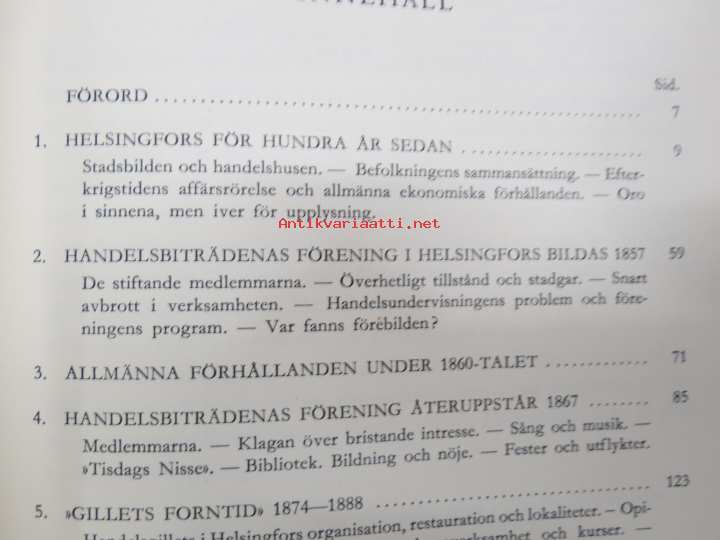 INNEHÅLL
Sid.
FÖRORD ........................................ 7
1. HELSINGFORS FÖR HUNDRA ÅR SEDAN .................... 9
Stadsbilden och handelshusen. — Befolkningens sammansättning. — Efter-
krigstidens affärsrörelse och allmänna ekonomiska förhållanden. — Oro
i sinnena, men iver för upplysning.
Antikvariaatti.net
2. HANDELSBITRÄDENAS FÖRENING I HELSINGFORS BILDAS 1857 59
De stiftande medlemmarna. — Överhetligt tillstånd och stadgar. — Snart
avbrott i verksamheten. — Handelsundervisningens problem och före-
ningens program. — Var fanns förebilden?
3. ALLMÄNNA FÖRHÅLLANDEN UNDER 1860-TALET ............ 71
4. HANDELSBITRÄDENAS FÖRENING ÅTERUPPSTÅR 1867 ........ 85
Medlemmarna. — Klagan över bristande intresse. — Sång och musik. —
»Tisdags Nisse». — Bibliotek. Bildning och nöje. — Fester och utflykter.
5. »GILLETS FORNTID» 1874—1888 .............................. 123
Handelsgillets i Helsingfors organisation, restauration och lokaliteter. — Opi-
verksamhet och kurser. —